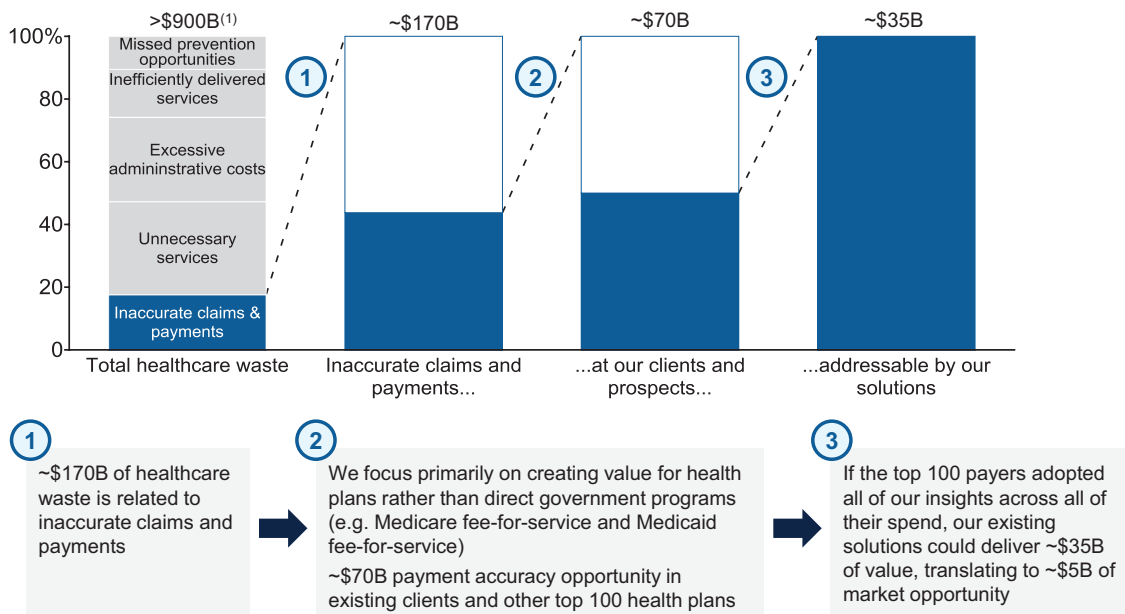 >$900B(1)
~$170B
~$70B
~$35B
100%
80
60
40
20
0
Missed prevention
opportunities
Inefficiently delivered
services
Excessive
admininstrative costs
Unnecessary
services
Inaccurate claims &
payments
1
2
3
Total healthcare waste
Inaccurate claims and
payments...
...at our clients and
prospects...
...addressable by our
solutions
1
~$170B of healthcare
waste is related to
inaccurate claims and
payments
2
We focus primarily on creating value for health
plans rather than direct government programs
(e.g. Medicare fee-for-service and Medicaid
fee-for-service)
~$70B payment accuracy opportunity in
existing clients and other top 100 health plans
3
If the top 100 payers adopted
all of our insights across all of
their spend, our existing
solutions could deliver ~$35B
of value, translating to ~$5B of
market opportunity